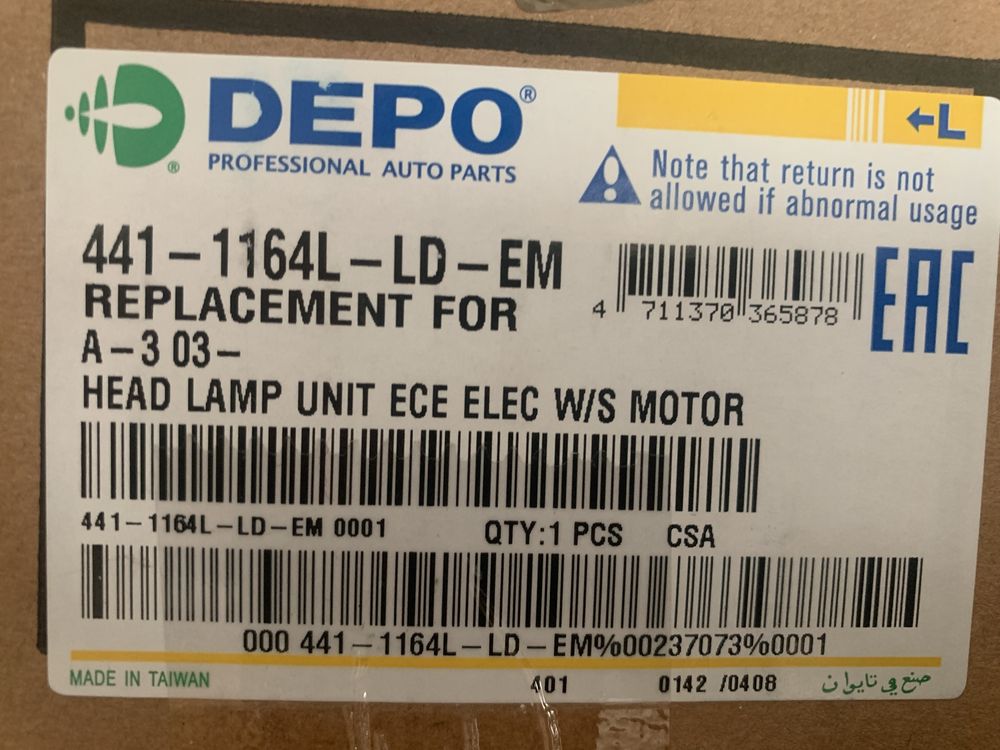 DEPO®
PROFESSIONAL AUTO PARTS
®
←L
Note that return is not
allowed if abnormal usage
441-1164L-LD-EM
REPLACEMENT FOR
A-3 03-
HEAD LAMP UNIT ECE ELEC W/S MOTOR
4 711370 365878
EAC
441-1164L-LD-EM 0001 QTY:1 PCS CSA
000 441-1164L-LD-EM%00237073%0001
MADE IN TAIWAN 401 0142 /0408 صنع في تايوان